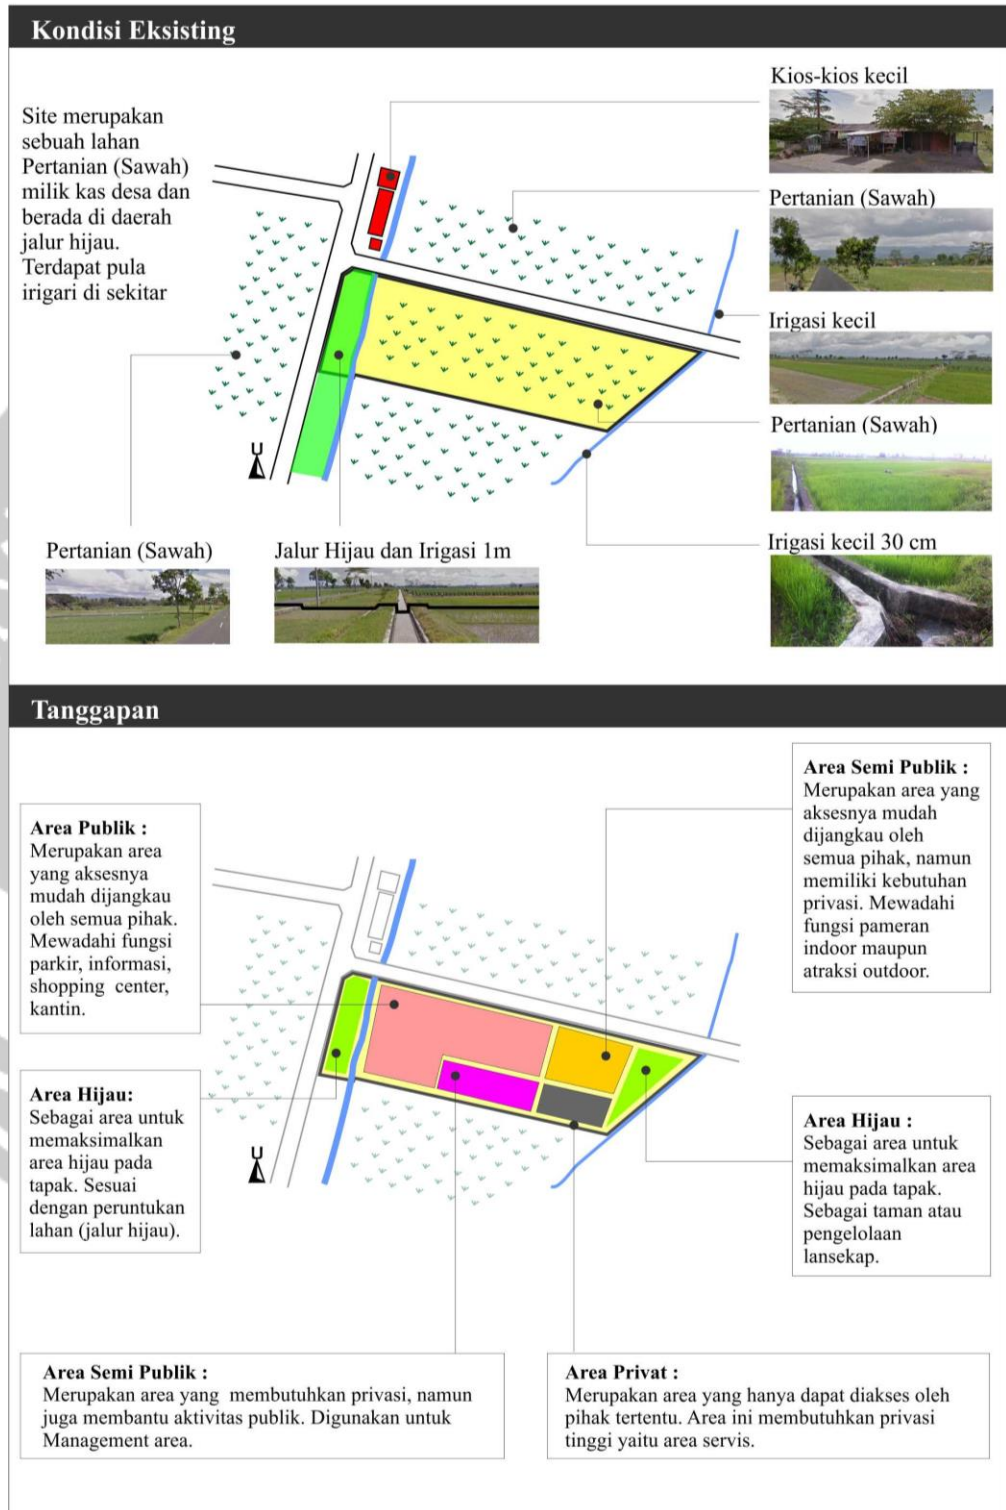 Kondisi Eksisting
Site merupakan
sebuah lahan
Pertanian (Sawah)
milik kas desa dan
berada di daerah
jalur hijau.
Terdapat pula
irigari di sekitar
Kios-kios kecil
Pertanian (Sawah)
Irigasi kecil
Pertanian (Sawah)
Irigasi kecil 30 cm
U
Pertanian (Sawah)
Jalur Hijau dan Irigasi 1m
Tanggapan
Area Publik :
Merupakan area
yang aksesnya
mudah dijangkau
oleh semua pihak.
Mewadahi fungsi
parkir, informasi,
shopping center,
kantin.
Area Semi Publik :
Merupakan area yang
aksesnya mudah
dijangkau oleh
semua pihak, namun
memiliki kebutuhan
privasi. Mewadahi
fungsi pameran
indoor maupun
atraksi outdoor.
Area Hijau:
Sebagai area untuk
memaksimalkan
area hijau pada
tapak. Sesuai
dengan peruntukan
lahan (jalur hijau).
U
Area Hijau :
Sebagai area untuk
memaksimalkan area
hijau pada tapak.
Sebagai taman atau
pengelolaan
lansekap.
Area Semi Publik :
Merupakan area yang membutuhkan privasi, namun
juga membantu aktivitas publik. Digunakan untuk
Management area.
Area Privat :
Merupakan area yang hanya dapat diakses oleh
pihak tertentu. Area ini membutuhkan privasi
tinggi yaitu area servis.